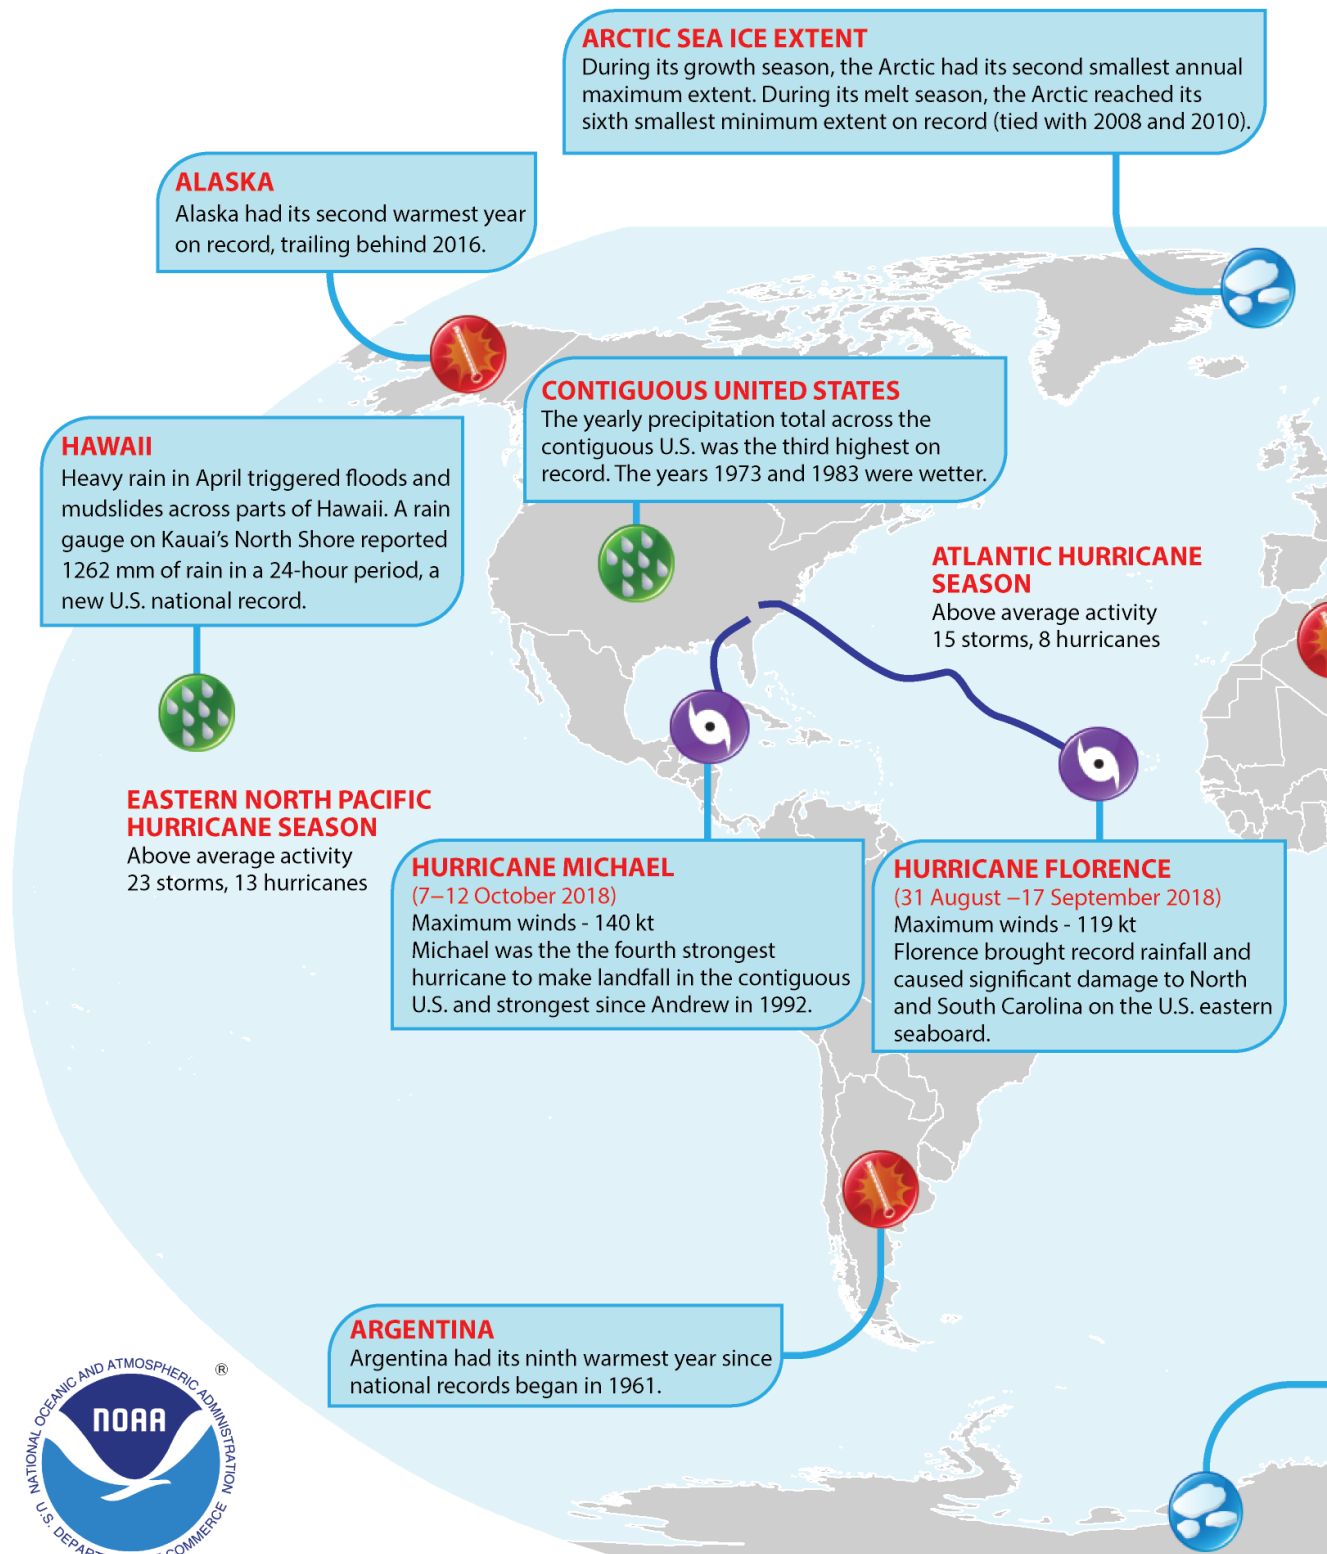 ARCTIC SEA ICE EXTENT
During its growth season, the Arctic had its second smallest annual
maximum extent. During its melt season, the Arctic reached its
sixth smallest minimum extent on record (tied with 2008 and 2010).
ALASKA
Alaska had its second warmest year
on record, trailing behind 2016.
CONTIGUOUS UNITED STATES
The yearly precipitation total across the
contiguous U.S. was the third highest on
record. The years 1973 and 1983 were wetter.
HAWAII
Heavy rain in April triggered floods and
mudslides across parts of Hawaii. A rain
gauge on Kauai's North Shore reported
1262 mm of rain in a 24-hour period, a
new U.S. national record.
ATLANTIC HURRICANE
SEASON
Above average activity
15 storms, 8 hurricanes
EASTERN NORTH PACIFIC
HURRICANE SEASON
Above average activity
23 storms, 13 hurricanes
HURRICANE MICHAEL
(7–12 October 2018)
Maximum winds - 140 kt
Michael was the the fourth strongest
hurricane to make landfall in the contiguous
U.S. and strongest since Andrew in 1992.
HURRICANE FLORENCE
(31 August –17 September 2018)
Maximum winds - 119 kt
Florence brought record rainfall and
caused significant damage to North
and South Carolina on the U.S. eastern
seaboard.
ARGENTINA
Argentina had its ninth warmest year since
national records began in 1961.
NATIONAL OCEANIC AND ATMOSPHERIC ADMINISTRATION
®
NOAA
U.S. COMMERCE